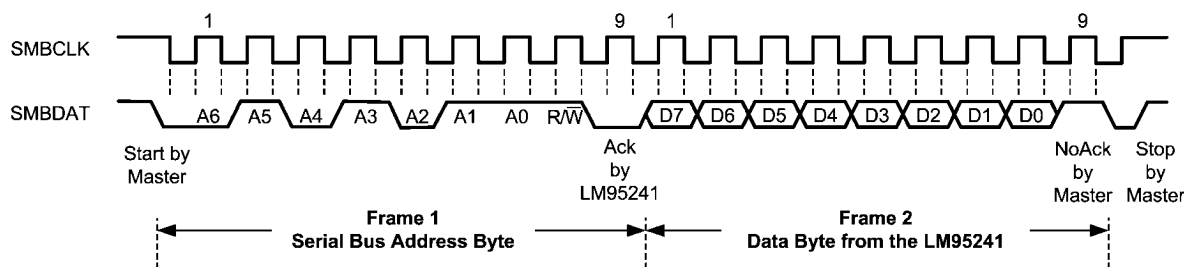 1 9 1 9
SMBCLK
SMBDAT A6 A5 A4 A3 A2 A1 A0 R/W̅ D7 D6 D5 D4 D3 D2 D1 D0
Start by
Master
Ack
by
LM95241
NoAck
by
Master
Stop
by
Master
Frame 1
Serial Bus Address Byte
Frame 2
Data Byte from the LM95241